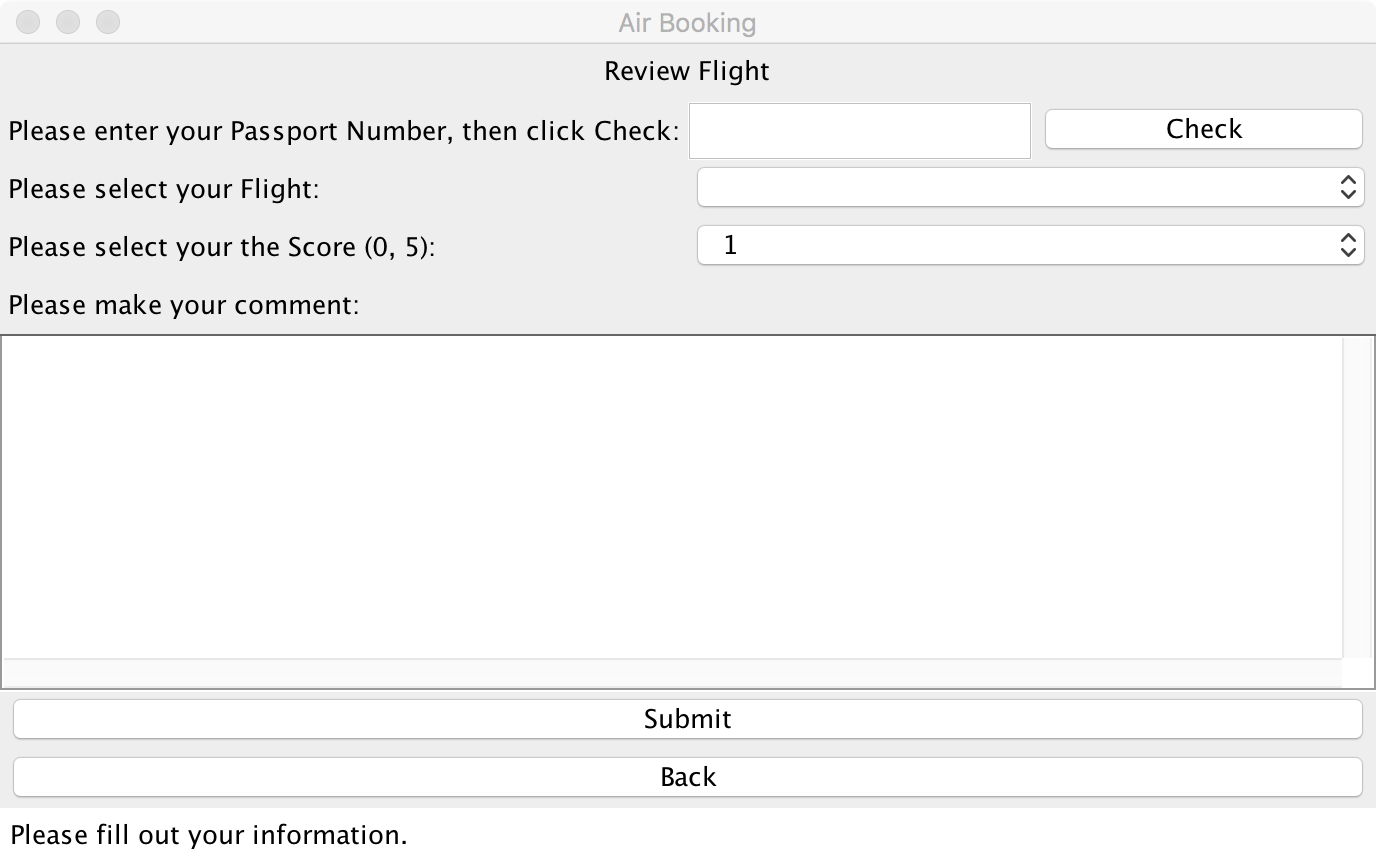 Air Booking
Review Flight
Please enter your Passport Number, then click Check: Check
Please select your Flight:
Please select your the Score (0, 5): 1
Please make your comment:
Submit
Back
Please fill out your information.